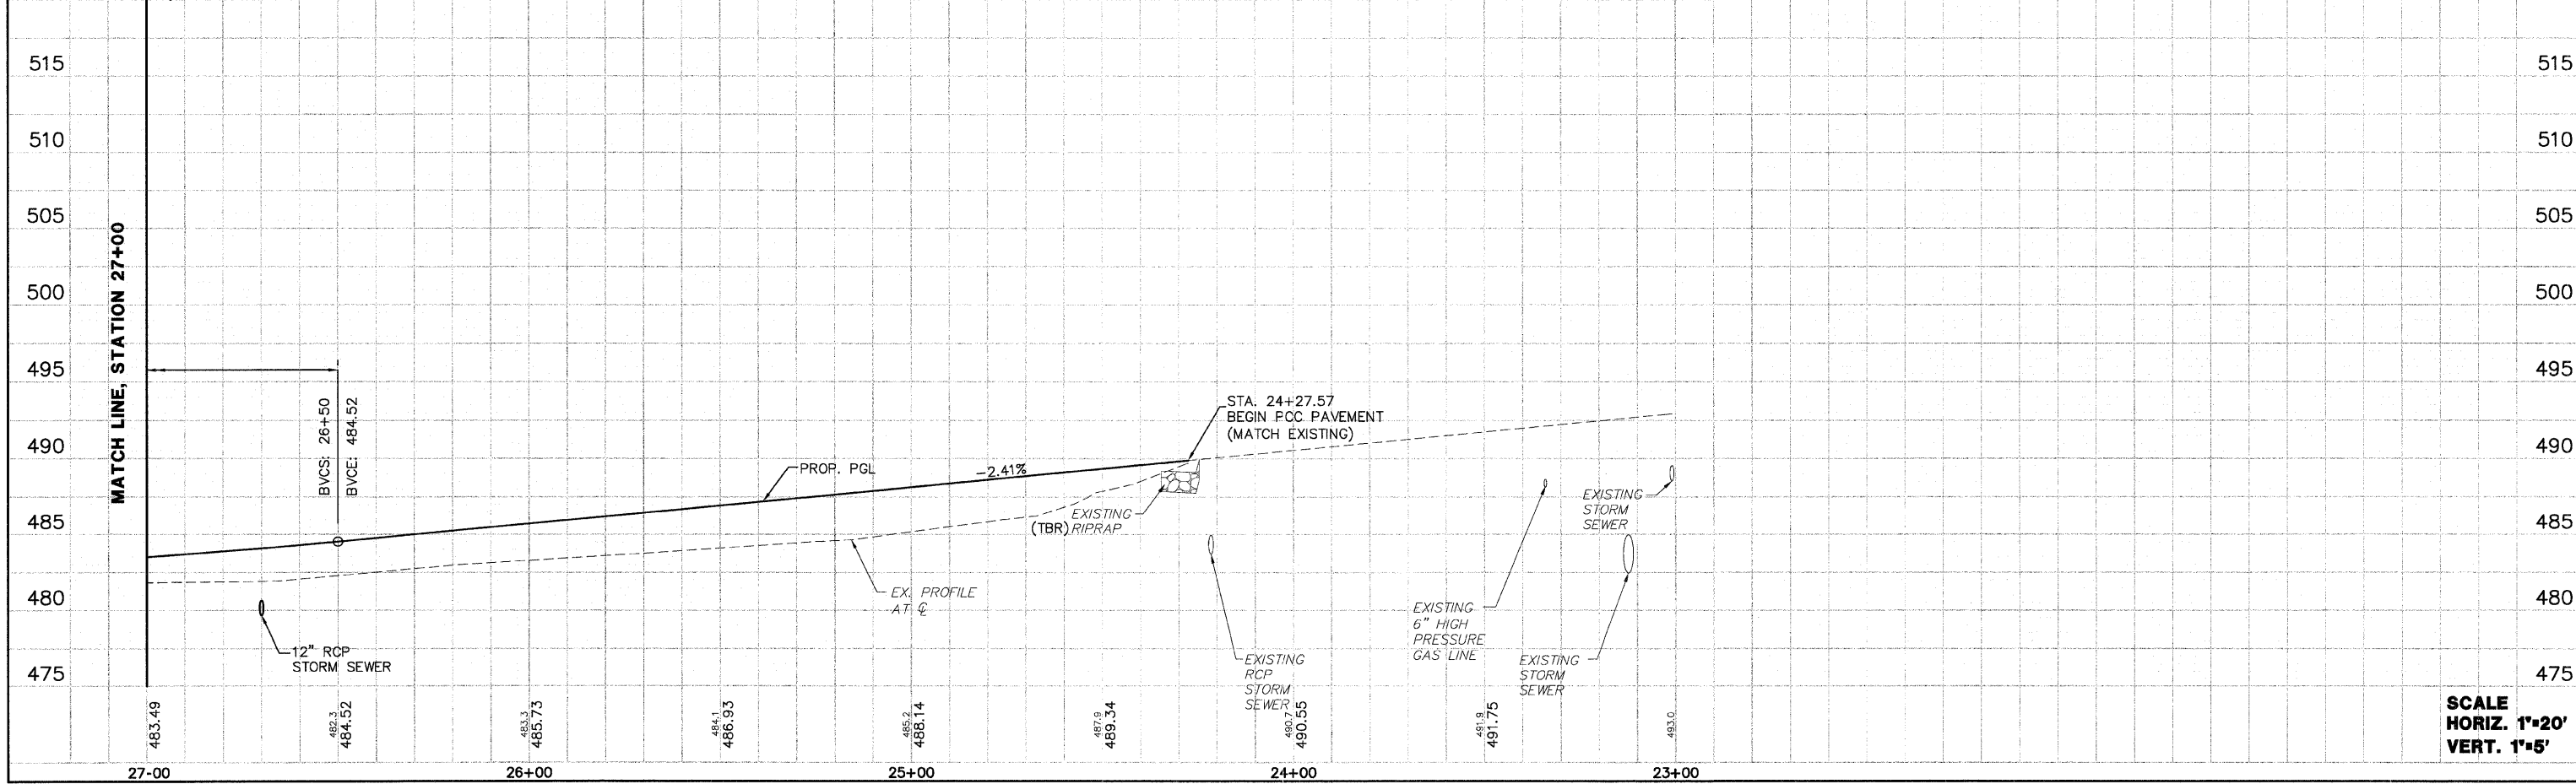 515
515
510
510
505
505
500
500
495
495
490
490
485
485
480
480
475
475
MATCH LINE, STATION 27+00
BVCS: 26+50
BVCE: 484.52
PROP. PGL
-2.41%
STA. 24+27.57
BEGIN PCC PAVEMENT
(MATCH EXISTING)
EXISTING
(TBR) RIPRAP
EX. PROFILE
AT ℄
12" RCP
STORM SEWER
EXISTING
RCP
STORM
SEWER
EXISTING
6" HIGH
PRESSURE
GAS LINE
EXISTING
STORM
SEWER
EXISTING
STORM
SEWER
483.49
482.3
484.52
483.3
485.73
484.1
486.93
485.2
488.14
487.9
489.34
490.7
490.55
491.9
491.75
493.0
27-00
26+00
25+00
24+00
23+00
SCALE
HORIZ. 1"=20'
VERT. 1"=5'